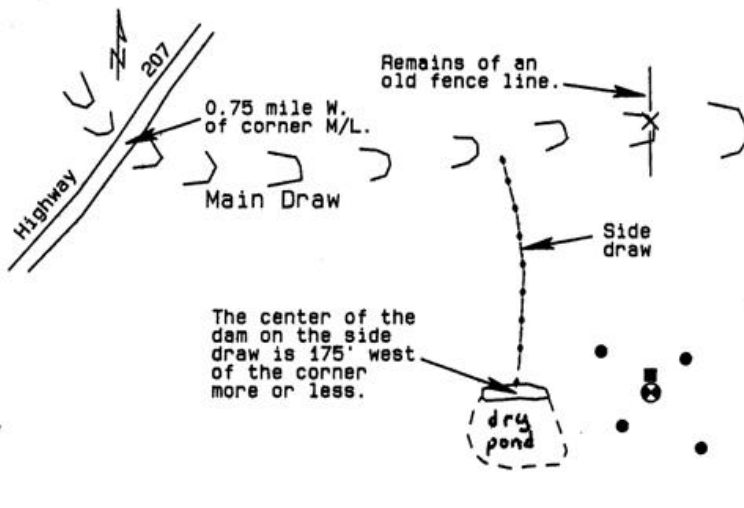 Remains of an
old fence line.
207
0.75 mile W.
of corner M/L.
Highway
Main Draw
Side
draw
The center of the
dam on the side
draw is 175' west
of the corner
more or less.
dry
pond